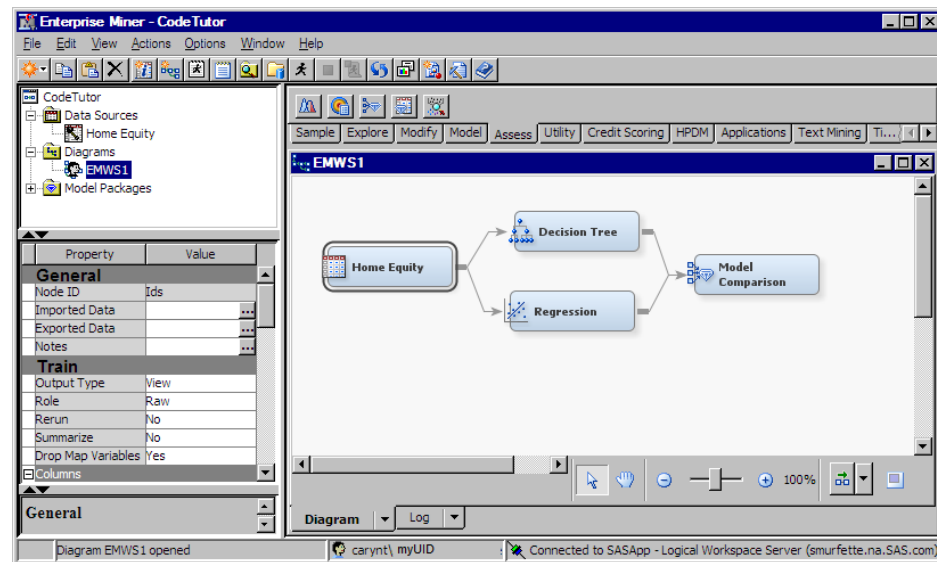 Enterprise Miner - CodeTutor
File Edit View Actions Options Window Help
CodeTutor
Data Sources
Home Equity
Diagrams
EMWS1
Model Packages
Sample Explore Modify Model Assess Utility Credit Scoring HPDM Applications Text Mining Ti...
EMWS1
Home Equity
Decision Tree
Regression
Model
Comparison
Property Value
General
Node ID Ids
Imported Data ...
Exported Data ...
Notes ...
Train
Output Type View
Role Raw
Rerun No
Summarize No
Drop Map Variables Yes
Columns
General
100%
Diagram Log
Diagram EMWS1 opened
carynt\ myUID
Connected to SASApp - Logical Workspace Server (smurfette.na.SAS.com)